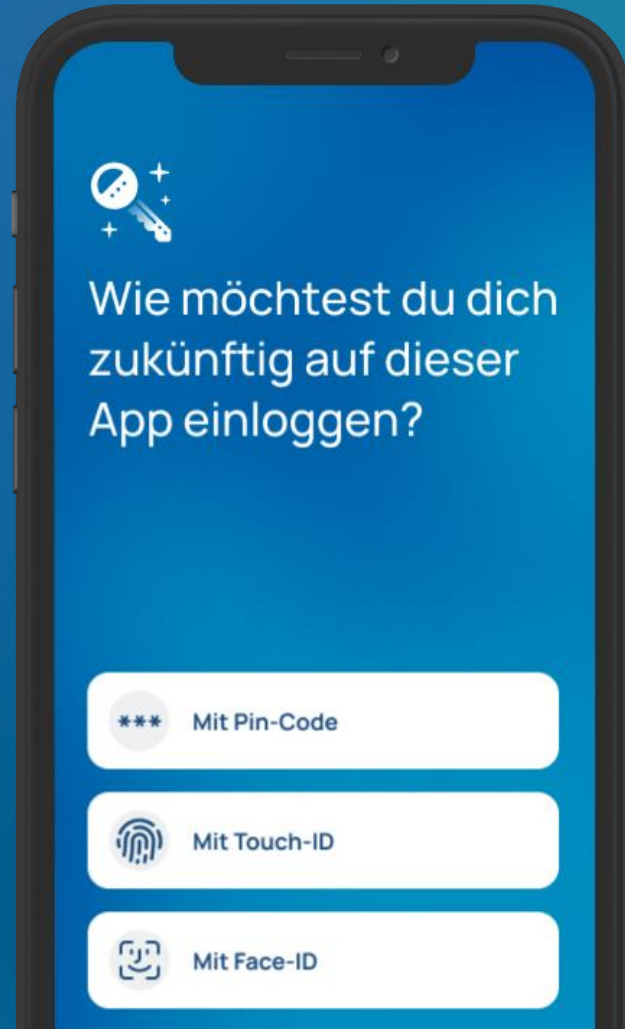 Wie möchtest du dich
zukünftig auf dieser
App einloggen?
*** Mit Pin-Code
Mit Touch-ID
Mit Face-ID